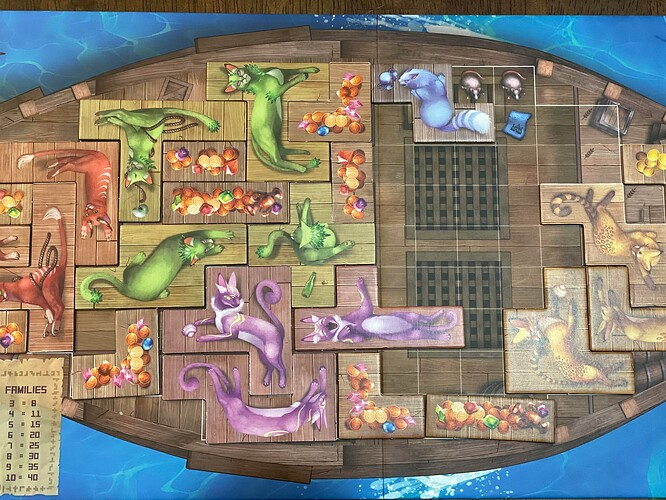 FAMILIES
3 = 8
4 = 11
5 = 15
6 = 20
7 = 25
8 = 30
9 = 35
10 = 40